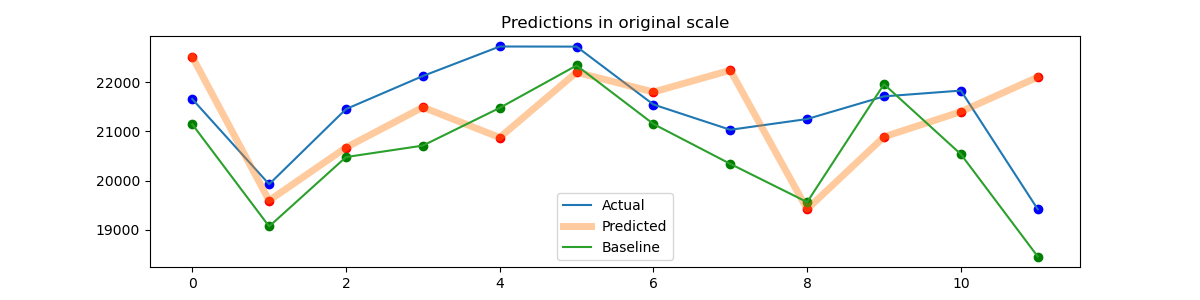 Predictions in original scale
22000
21000
20000
19000
Actual
Predicted
Baseline
0 2 4 6 8 10